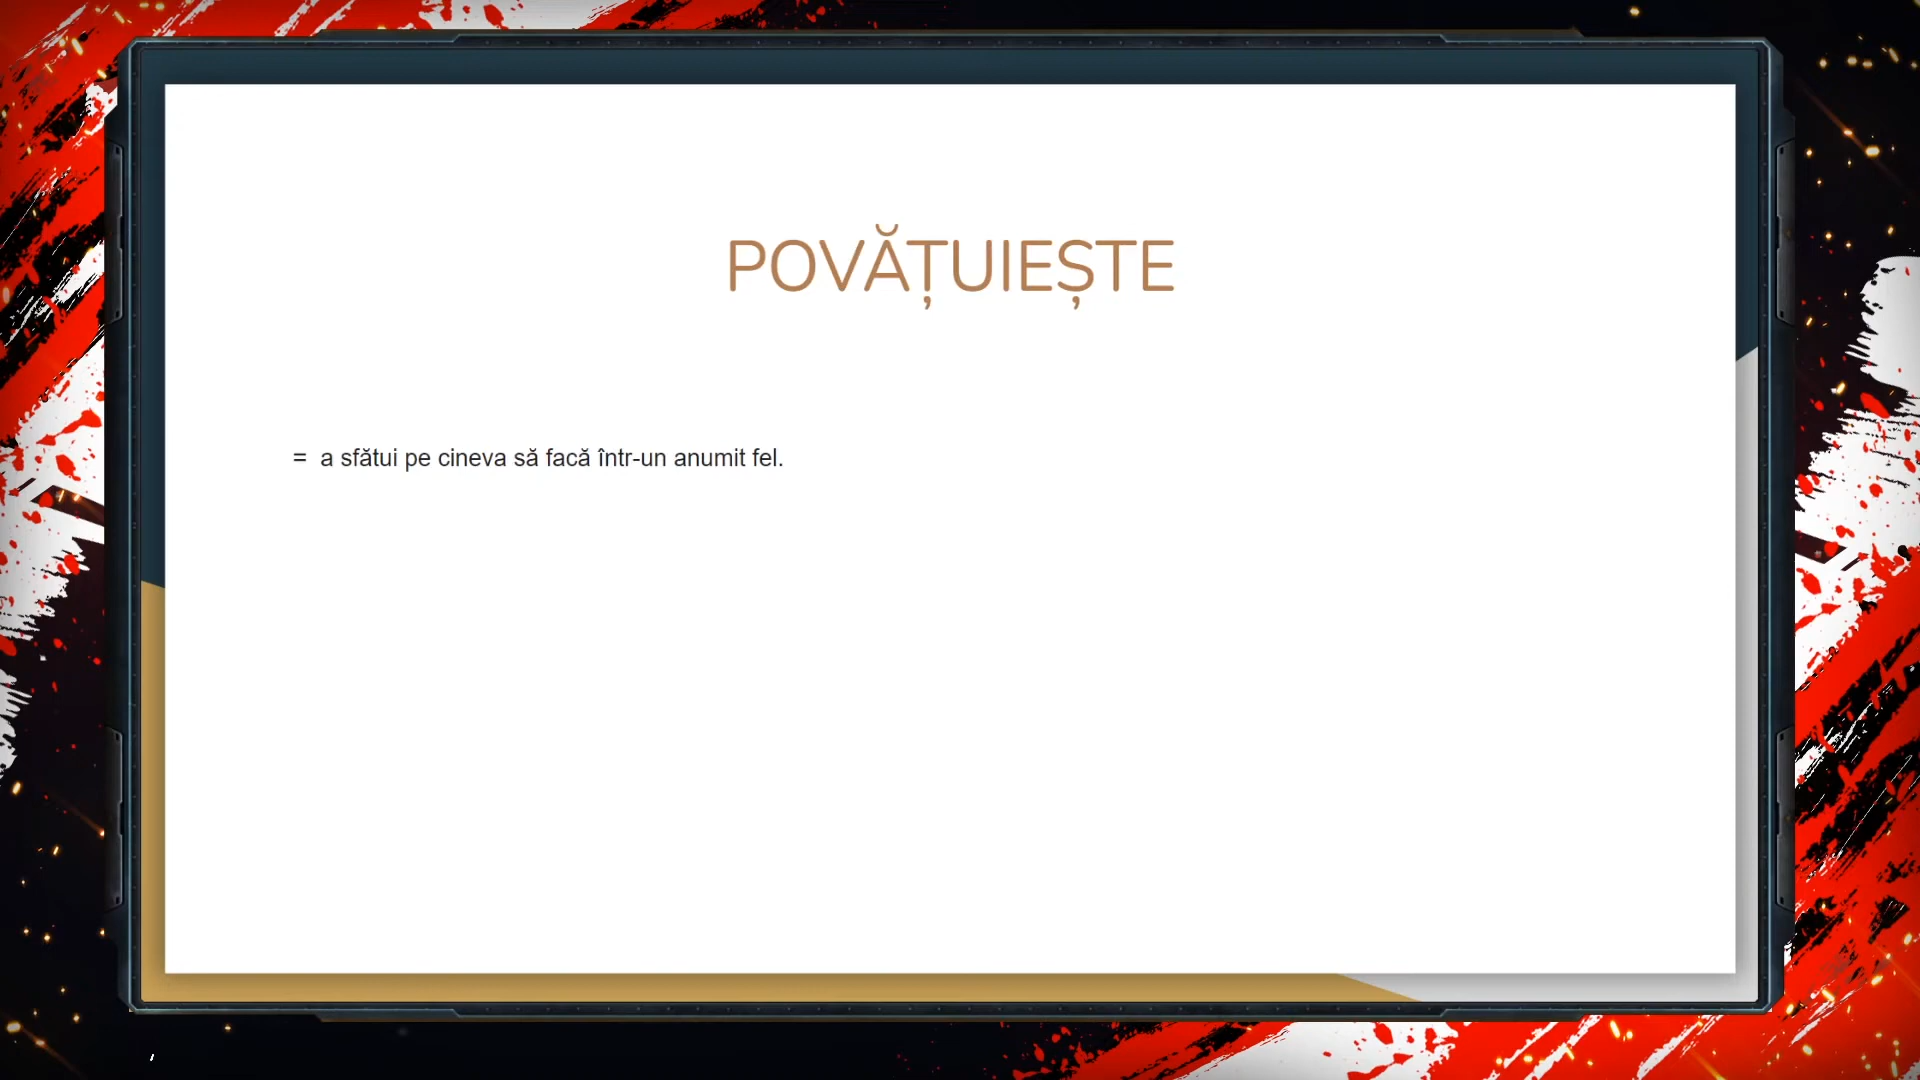 POVĂȚUIEȘTE
= a sfătui pe cineva să facă într-un anumit fel.